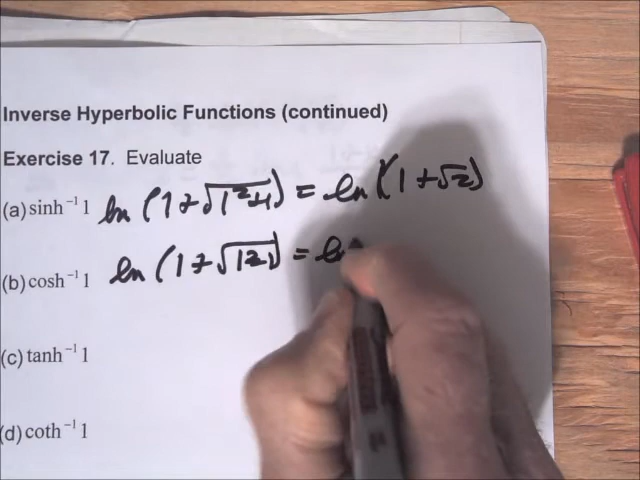 Inverse Hyperbolic Functions (continued)
Exercise 17. Evaluate
(a) sinh⁻¹ 1 ln (1+√(1²+1)) = ln (1+√2)
(b) cosh⁻¹ 1 ln (1+√(1²-1)) = ln
(c) tanh⁻¹ 1
(d) coth⁻¹ 1